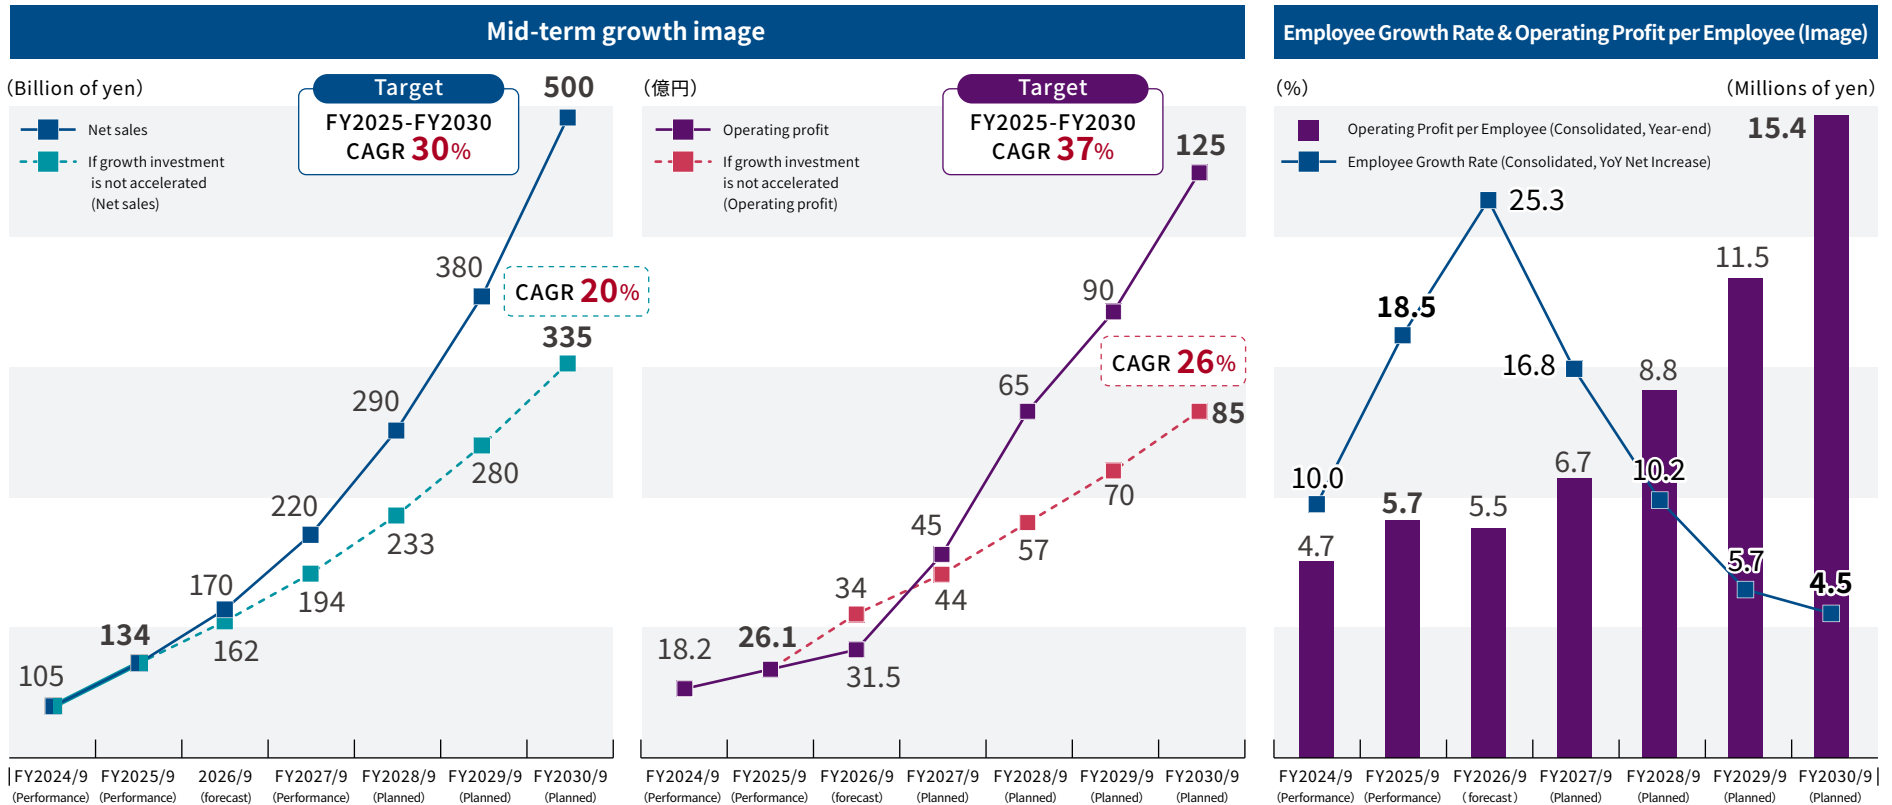 Mid-term growth image
（Billion of yen）
Target
FY2025-FY2030
CAGR 30%
Net sales
If growth investment
is not accelerated
(Net sales)
500
380
CAGR 20%
335
290
280
220
233
170
194
134
162
105
FY2024/9
(Performance)
FY2025/9
(Performance)
2026/9
(forecast)
FY2027/9
(Performance)
FY2028/9
(Planned)
FY2029/9
(Planned)
FY2030/9
(Planned)
（億円）
Target
FY2025-FY2030
CAGR 37%
Operating profit
If growth investment
is not accelerated
(Operating profit)
125
90
CAGR 26%
65
85
70
45
57
34
44
18.2
26.1
31.5
FY2024/9
(Performance)
FY2025/9
(Performance)
FY2026/9
(forecast)
FY2027/9
(Planned)
FY2028/9
(Planned)
FY2029/9
(Planned)
FY2030/9
(Planned)
Employee Growth Rate & Operating Profit per Employee (Image)
（%）
（Millions of yen）
Operating Profit per Employee (Consolidated, Year-end)
Employee Growth Rate (Consolidated, YoY Net Increase)
15.4
25.3
11.5
18.5
16.8
8.8
10.0
6.7
10.2
5.7
5.5
4.7
5.7
4.5
FY2024/9
(Performance)
FY2025/9
(Performance)
FY2026/9
(forecast)
FY2027/9
(Planned)
FY2028/9
(Planned)
FY2029/9
(Planned)
FY2030/9
(Planned)